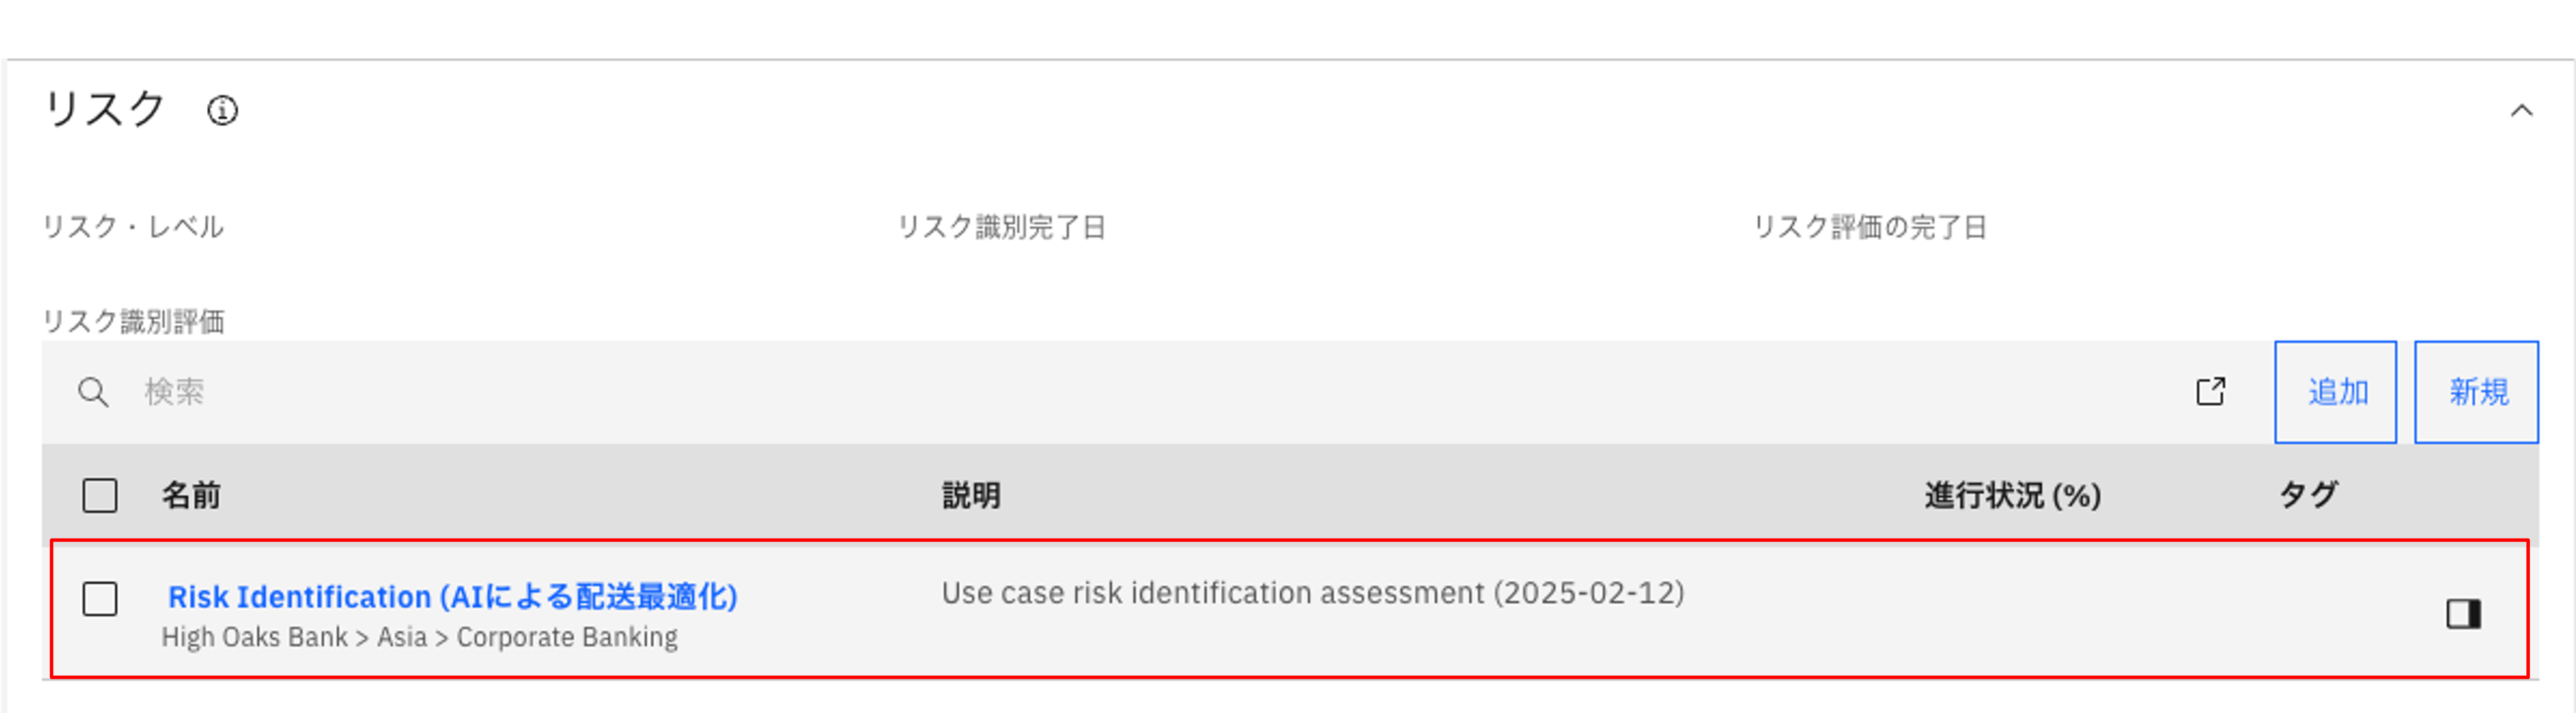 リスク
リスク・レベル リスク識別完了日 リスク評価の完了日
リスク識別評価
検索 追加 新規
名前 説明 進行状況 (%) タグ
Risk Identification (AIによる配送最適化) Use case risk identification assessment (2025-02-12)
High Oaks Bank > Asia > Corporate Banking